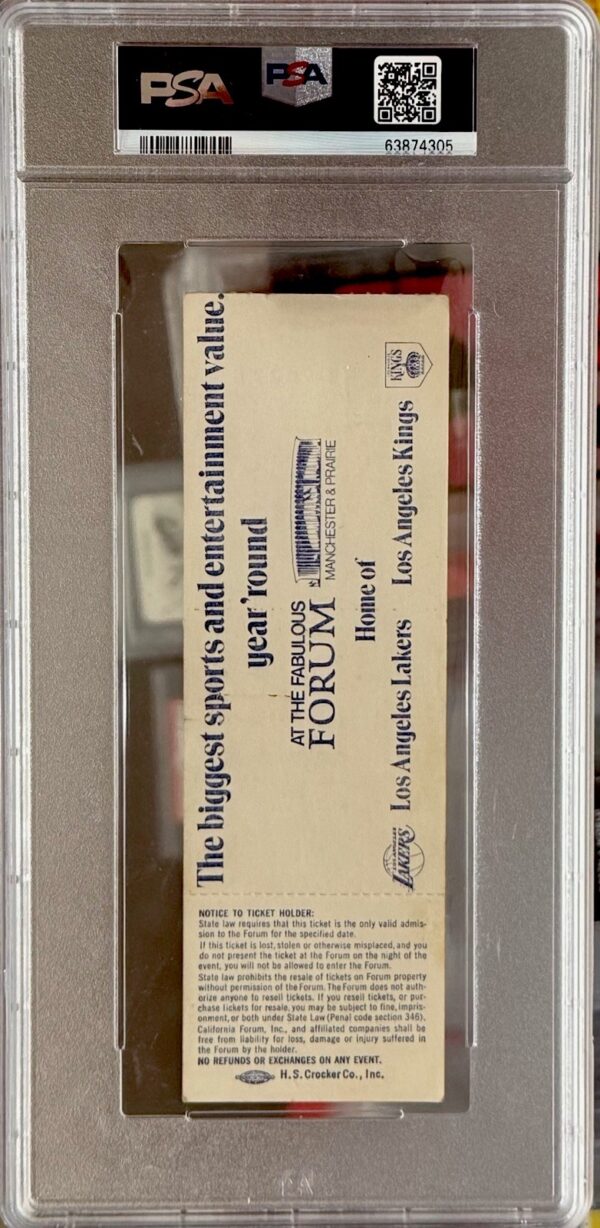 PSA
PSA
63874305
The biggest sports and entertainment value.
year 'round
AT THE FABULOUS
FORUM
MANCHESTER & PRAIRIE
Home of
LOS ANGELES
LAKERS
Los Angeles Lakers
Los Angeles Kings
KINGS
NOTICE TO TICKET HOLDER:
State law requires that this ticket is the only valid admis-
sion to the Forum for the specified date.
If this ticket is lost, stolen or otherwise misplaced, and you
do not present the ticket at the Forum on the night of the
event, you will not be allowed to enter the Forum.
State law prohibits the resale of tickets on Forum property
without permission of the Forum. The Forum does not auth-
orize anyone to resell tickets. If you resell tickets, or pur-
chase tickets for resale, you may be subject to fine, impris-
onment, or both under State Law (Penal code section 346).
California Forum, Inc., and affiliated companies shall be
free from liability for loss, damage or injury suffered in
the Forum by the holder.
NO REFUNDS OR EXCHANGES ON ANY EVENT.
H.S. Crocker Co., Inc.